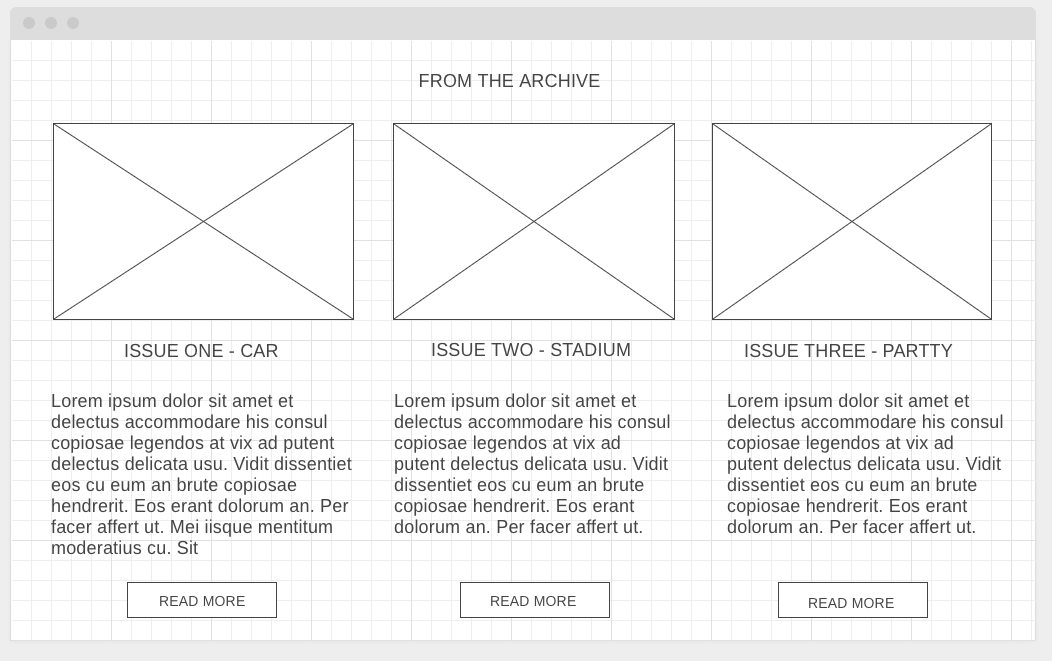 FROM THE ARCHIVE
ISSUE ONE - CAR
Lorem ipsum dolor sit amet et
delectus accommodare his consul
copiosae legendos at vix ad putent
delectus delicata usu. Vidit dissentiet
eos cu eum an brute copiosae
hendrerit. Eos erant dolorum an. Per
facer affert ut. Mei iisque mentitum
moderatius cu. Sit
READ MORE
ISSUE TWO - STADIUM
Lorem ipsum dolor sit amet et
delectus accommodare his consul
copiosae legendos at vix ad
putent delectus delicata usu. Vidit
dissentiet eos cu eum an brute
copiosae hendrerit. Eos erant
dolorum an. Per facer affert ut.
READ MORE
ISSUE THREE - PARTTY
Lorem ipsum dolor sit amet et
delectus accommodare his consul
copiosae legendos at vix ad
putent delectus delicata usu. Vidit
dissentiet eos cu eum an brute
copiosae hendrerit. Eos erant
dolorum an. Per facer affert ut.
READ MORE